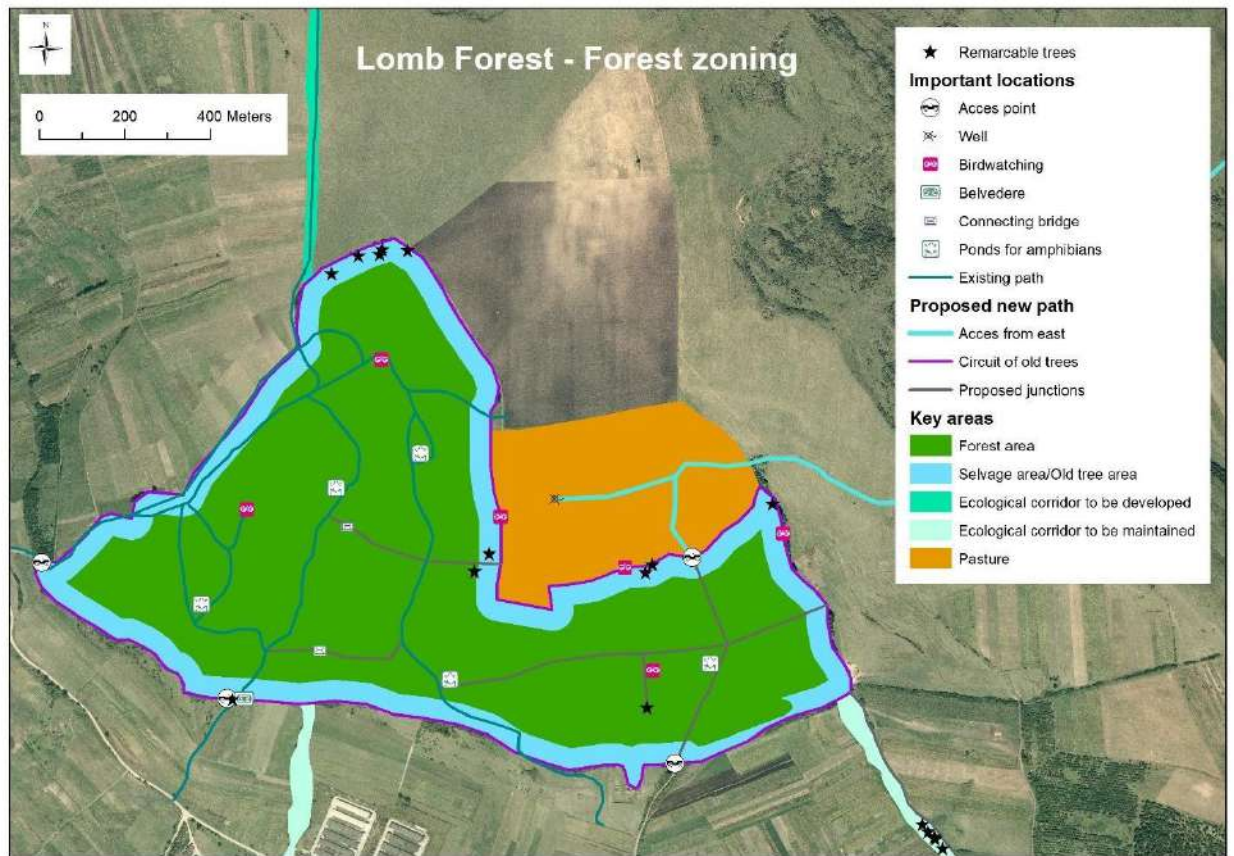 N
Lomb Forest - Forest zoning
0 200 400 Meters
Remarcable trees
Important locations
Acces point
Well
Birdwatching
Belvedere
Connecting bridge
Ponds for amphibians
Existing path
Proposed new path
Acces from east
Circuit of old trees
Proposed junctions
Key areas
Forest area
Selvage area/Old tree area
Ecological corridor to be developed
Ecological corridor to be maintained
Pasture